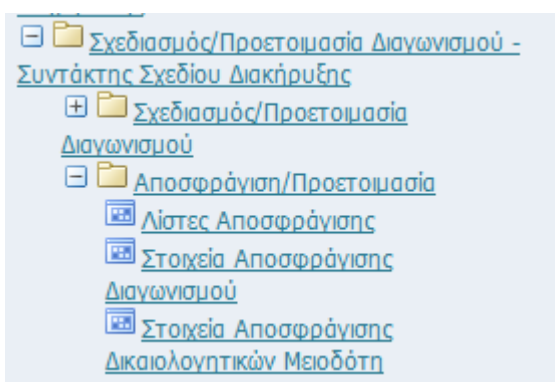 Σχεδιασμός/Προετοιμασία Διαγωνισμού -
Συντάκτης Σχεδίου Διακήρυξης
Σχεδιασμός/Προετοιμασία
Διαγωνισμού
Αποσφράγιση/Προετοιμασία
Λίστες Αποσφράγισης
Στοιχεία Αποσφράγισης
Διαγωνισμού
Στοιχεία Αποσφράγισης
Δικαιολογητικών Μειοδότη